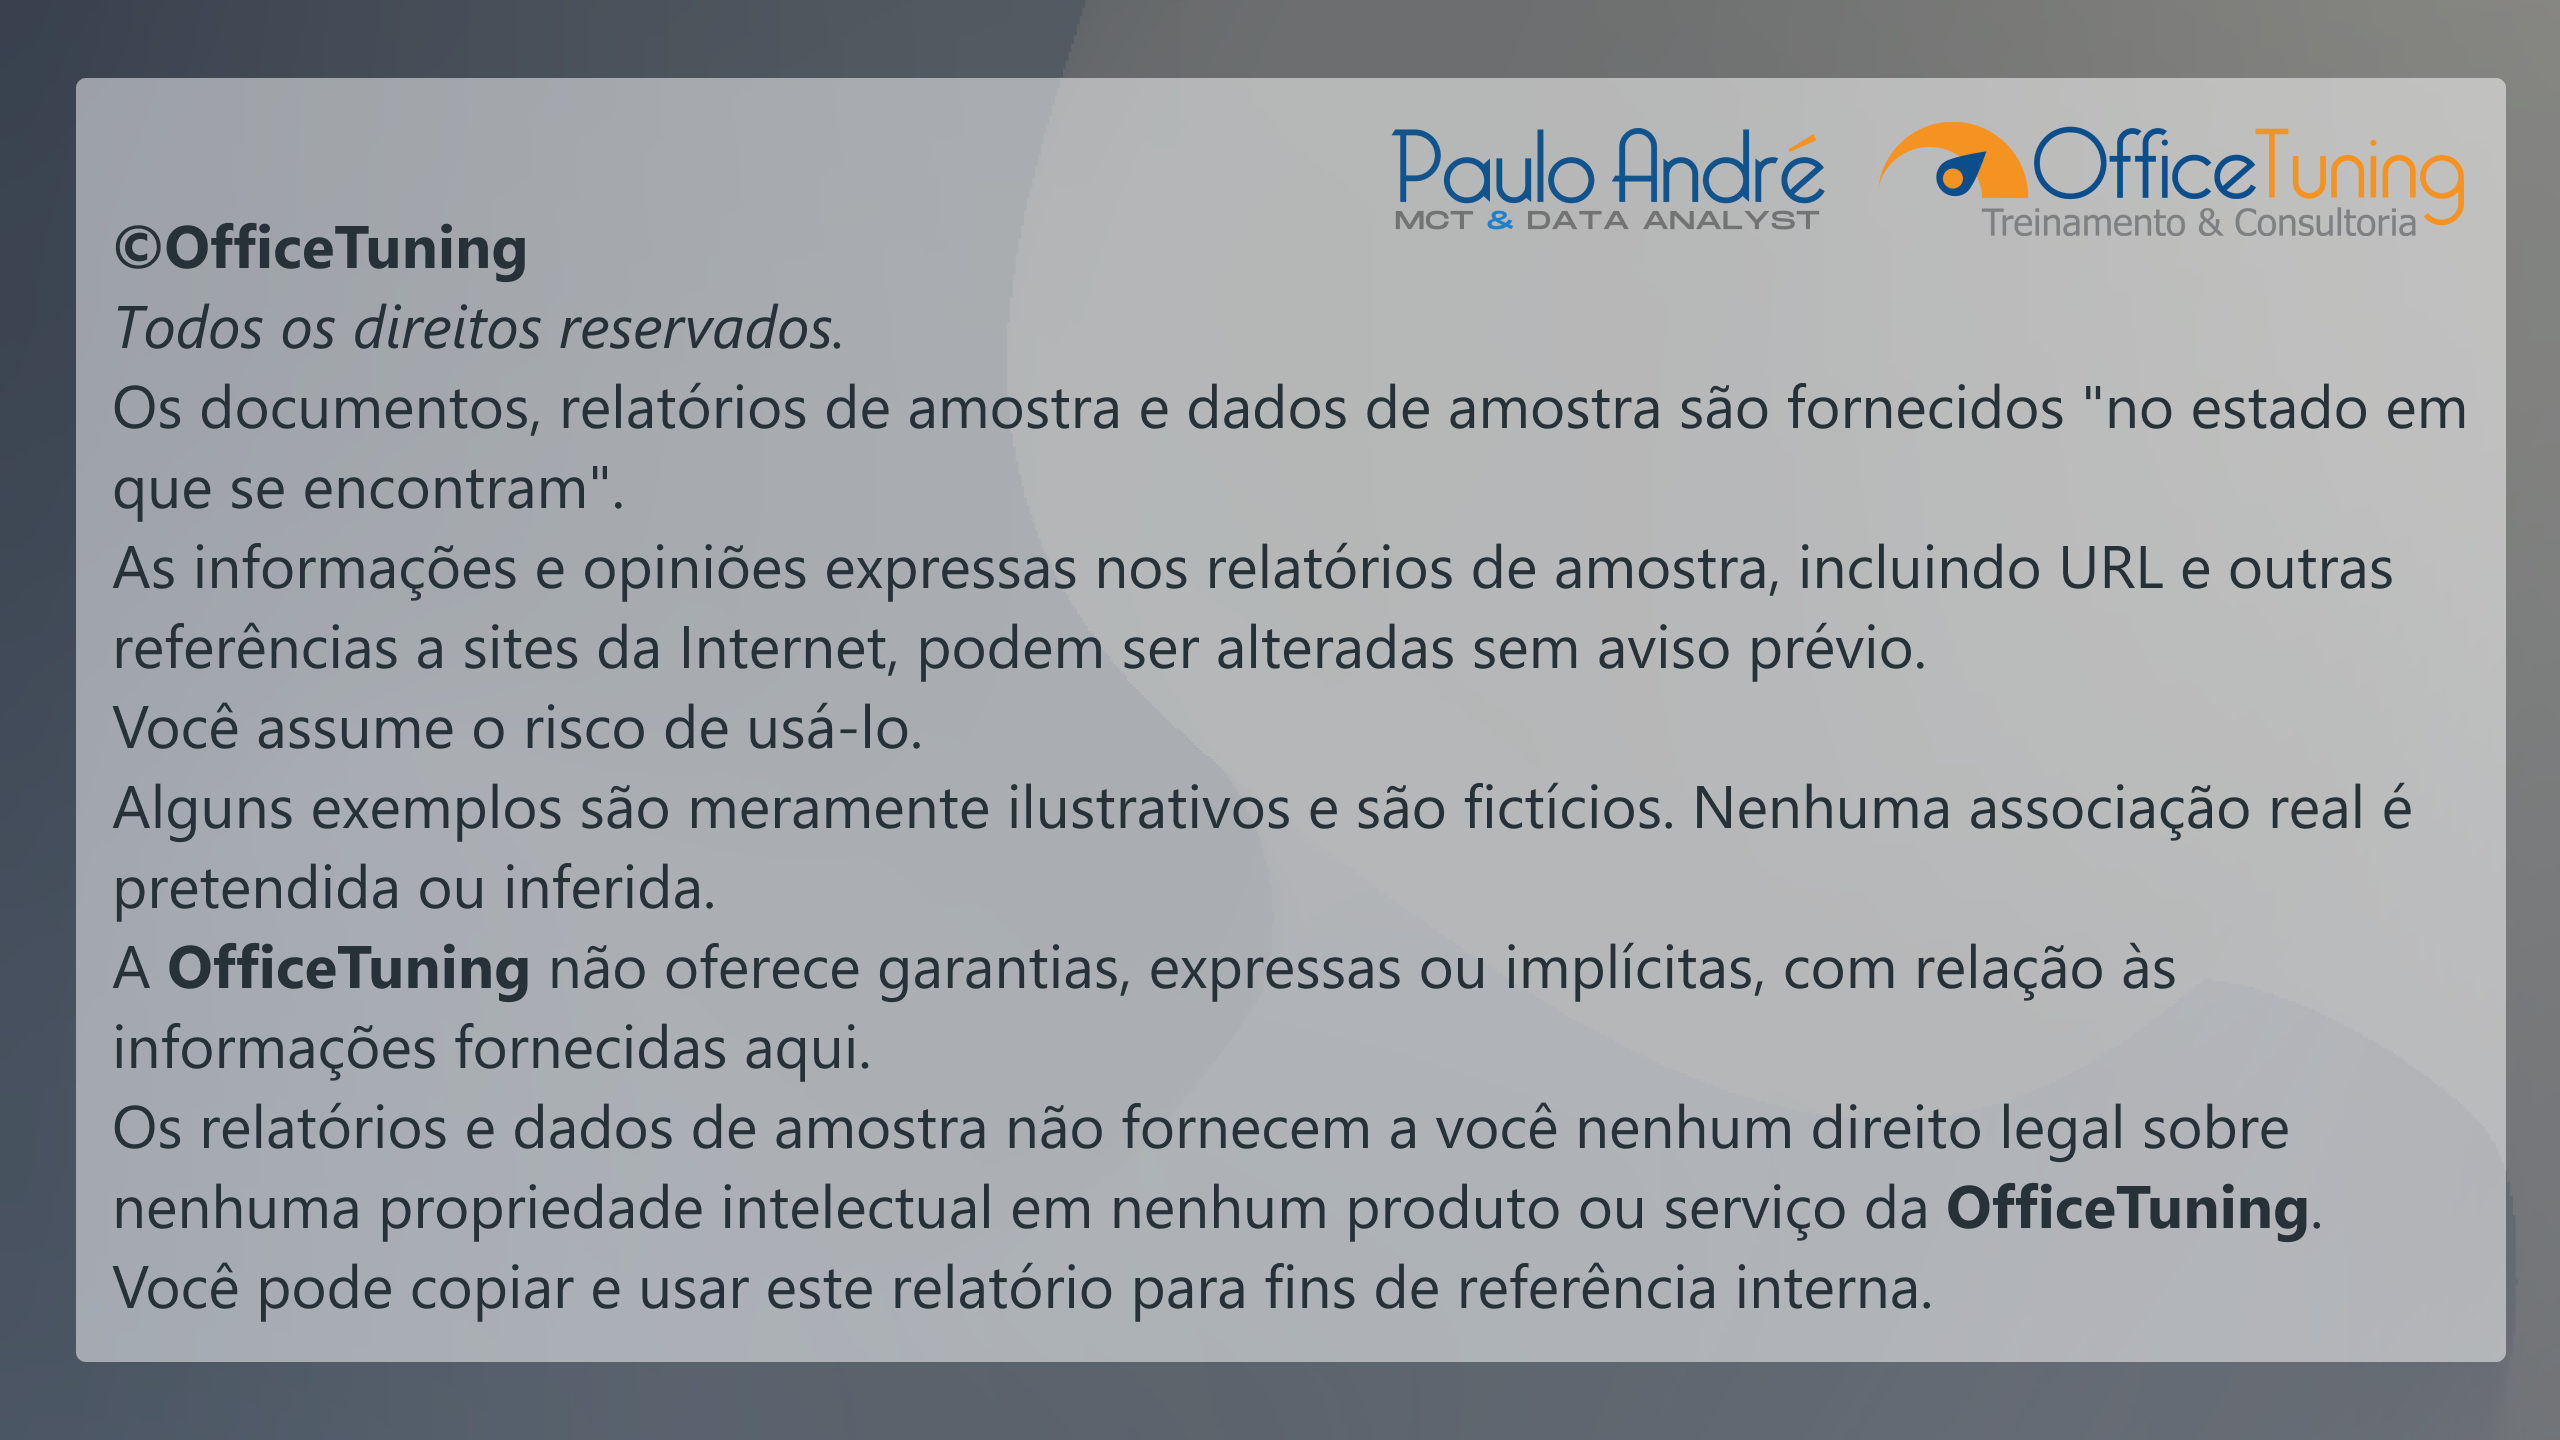 Paulo André
MCT & DATA ANALYST
OfficeTuning
Treinamento & Consultoria
©OfficeTuning
Todos os direitos reservados.
Os documentos, relatórios de amostra e dados de amostra são fornecidos "no estado em
que se encontram".
As informações e opiniões expressas nos relatórios de amostra, incluindo URL e outras
referências a sites da Internet, podem ser alteradas sem aviso prévio.
Você assume o risco de usá-lo.
Alguns exemplos são meramente ilustrativos e são fictícios. Nenhuma associação real é
pretendida ou inferida.
A OfficeTuning não oferece garantias, expressas ou implícitas, com relação às
informações fornecidas aqui.
Os relatórios e dados de amostra não fornecem a você nenhum direito legal sobre
nenhuma propriedade intelectual em nenhum produto ou serviço da OfficeTuning.
Você pode copiar e usar este relatório para fins de referência interna.